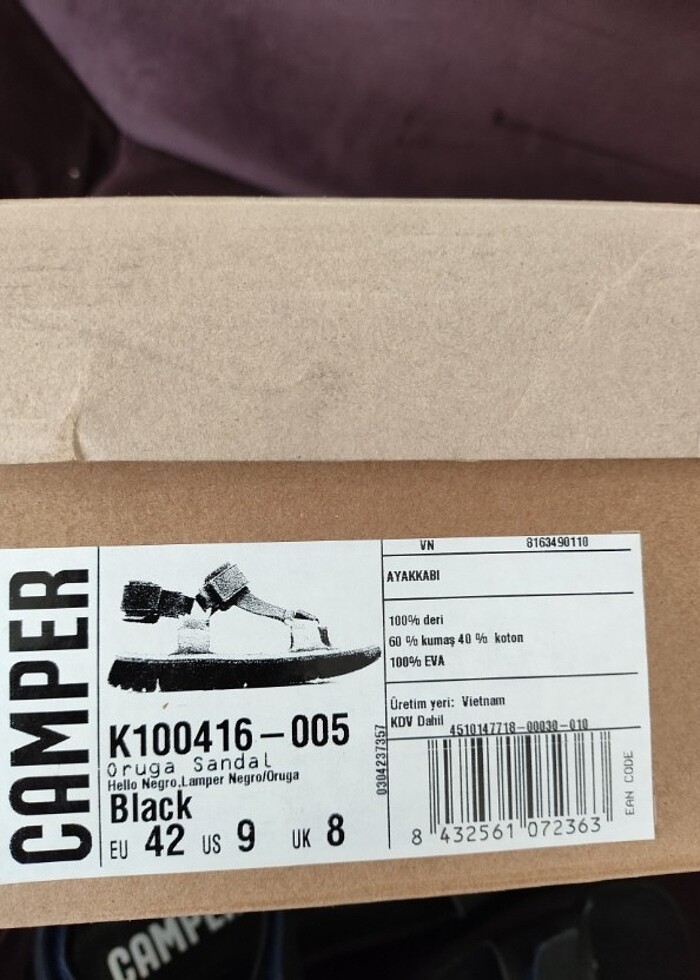 CAMPER
K100416-005
Oruga Sandal
Hello Negro,Lamper Negro/Oruga
Black
EU 42 US 9 UK 8
VN 8163490110
AYAKKABI
100% deri
60 % kumaş 40 % koton
100% EVA
Üretim yeri: Vietnam
KDV Dahil
4510147718-00030-010
0304237357
8 432561 072363
EAN CODE
CAMPER